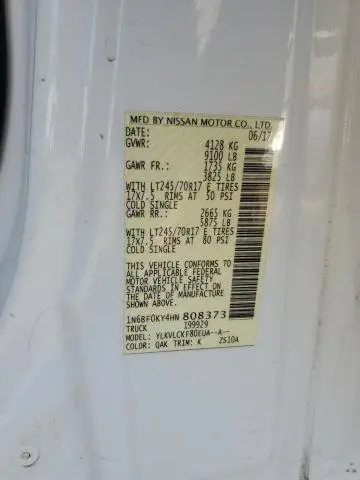 MFD BY NISSAN MOTOR CO., LTD.
DATE: 06/17
GVWR: 4128 KG
9100 LB
GAWR FR.: 1735 KG
3825 LB
WITH LT245/70R17 E TIRES
17X7.5 RIMS AT 50 PSI
COLD SINGLE
GAWR RR.: 2665 KG
5875 LB
WITH LT245/70R17 E TIRES
17X7.5 RIMS AT 80 PSI
COLD SINGLE
THIS VEHICLE CONFORMS TO ALL
APPLICABLE FEDERAL MOTOR VEHICLE SAFETY
STANDARDS IN EFFECT ON
THE DATE OF MANUFACTURE
SHOWN ABOVE.
1N6BF0KY4HN 808373
TRUCK 199929
MODEL: YLKVLCKF80EUA--A--
COLOR: QAK TRIM: K ZS10A